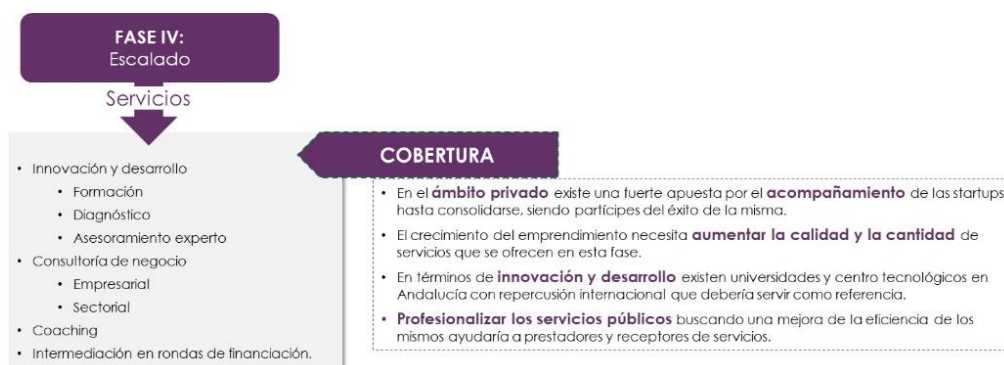 FASE IV:
Escalado
Servicios
• Innovación y desarrollo
• Formación
• Diagnóstico
• Asesoramiento experto
• Consultoría de negocio
• Empresarial
• Sectorial
• Coaching
• Intermediación en rondas de financiación.
COBERTURA
• En el ámbito privado existe una fuerte apuesta por el acompañamiento de las startups
hasta consolidarse, siendo partícipes del éxito de la misma.
• El crecimiento del emprendimiento necesita aumentar la calidad y la cantidad de
servicios que se ofrecen en esta fase.
• En términos de innovación y desarrollo existen universidades y centro tecnológicos en
Andalucía con repercusión internacional que debería servir como referencia.
• Profesionalizar los servicios públicos buscando una mejora de la eficiencia de los
mismos ayudaría a prestadores y receptores de servicios.